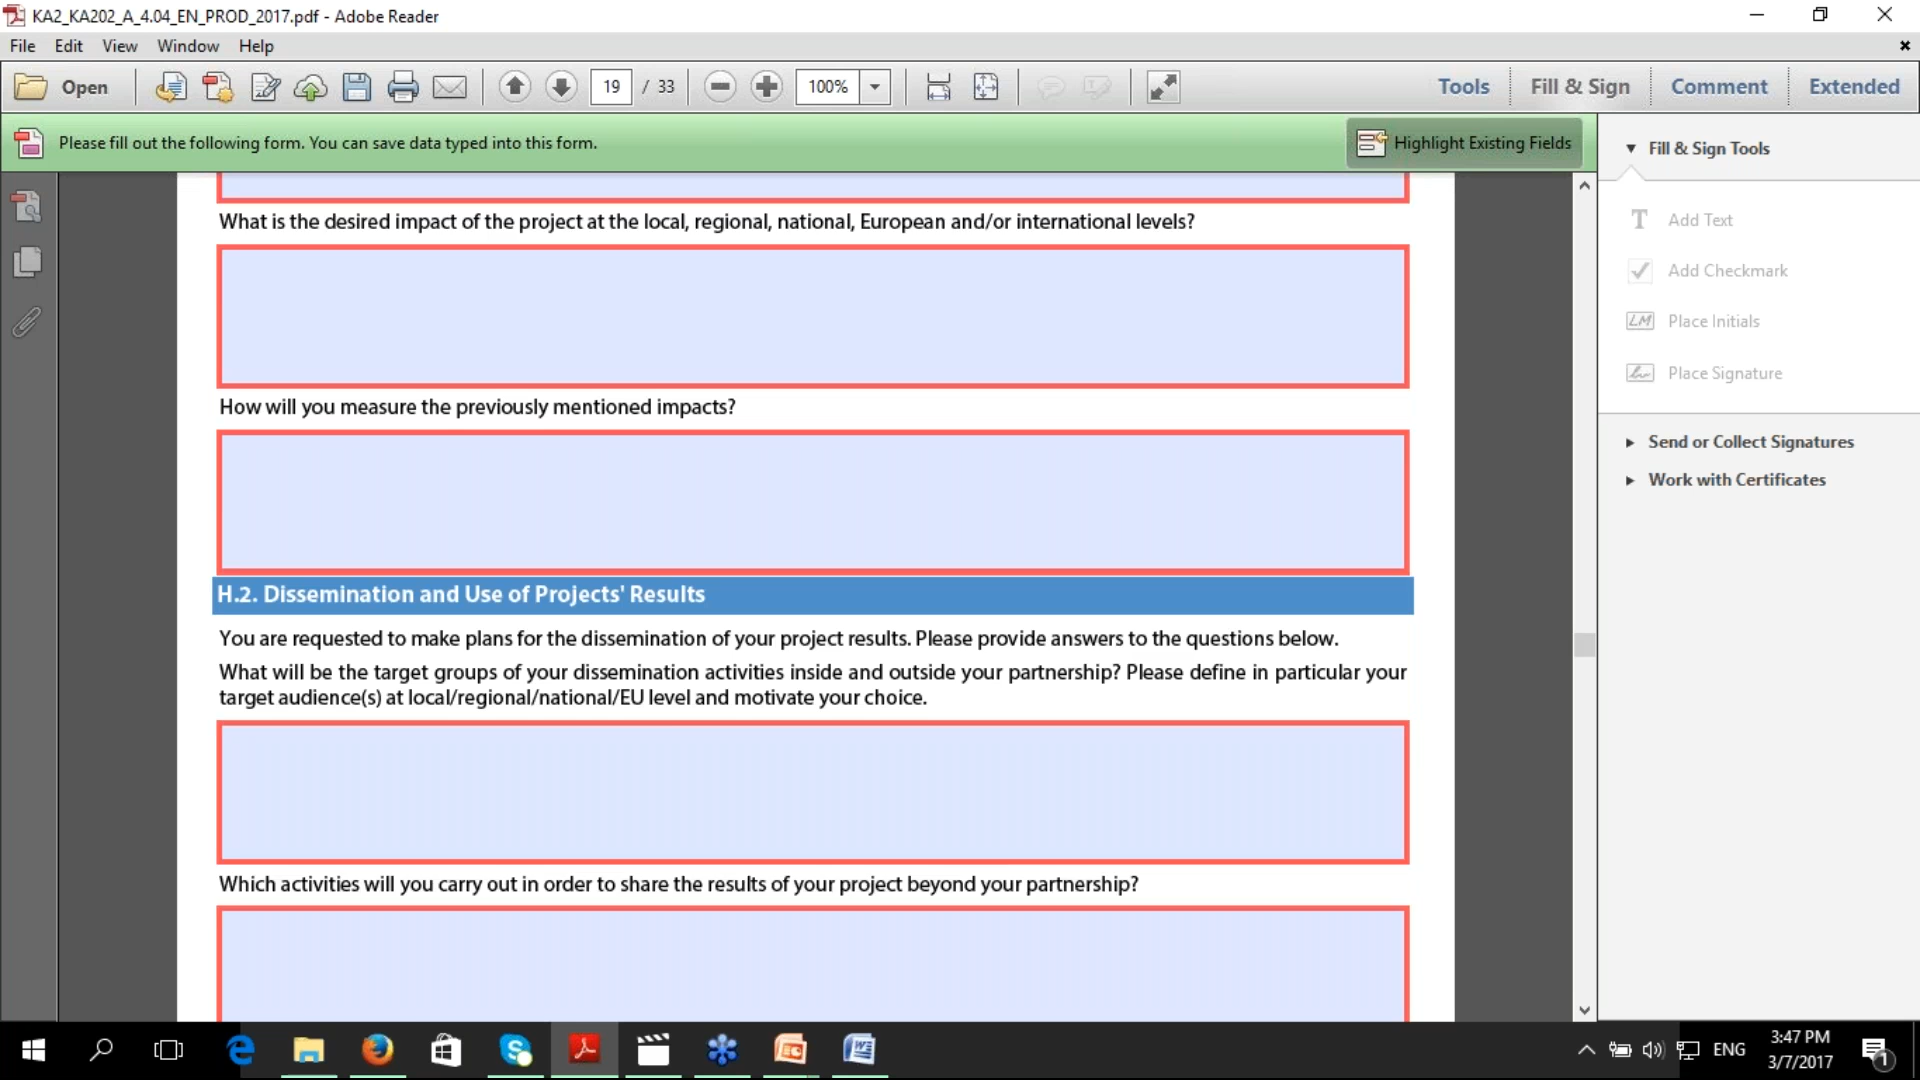 KA2_KA202_A_4.04_EN_PROD_2017.pdf - Adobe Reader
File Edit View Window Help
Open 19 / 33 100% Tools Fill & Sign Comment Extended
Please fill out the following form. You can save data typed into this form.
Highlight Existing Fields
Fill & Sign Tools
Add Text
Add Checkmark
LM Place Initials
Place Signature
Send or Collect Signatures
Work with Certificates
What is the desired impact of the project at the local, regional, national, European and/or international levels?
How will you measure the previously mentioned impacts?
H.2. Dissemination and Use of Projects' Results
You are requested to make plans for the dissemination of your project results. Please provide answers to the questions below.
What will be the target groups of your dissemination activities inside and outside your partnership? Please define in particular your
target audience(s) at local/regional/national/EU level and motivate your choice.
Which activities will you carry out in order to share the results of your project beyond your partnership?
ENG
3:47 PM
3/7/2017
1